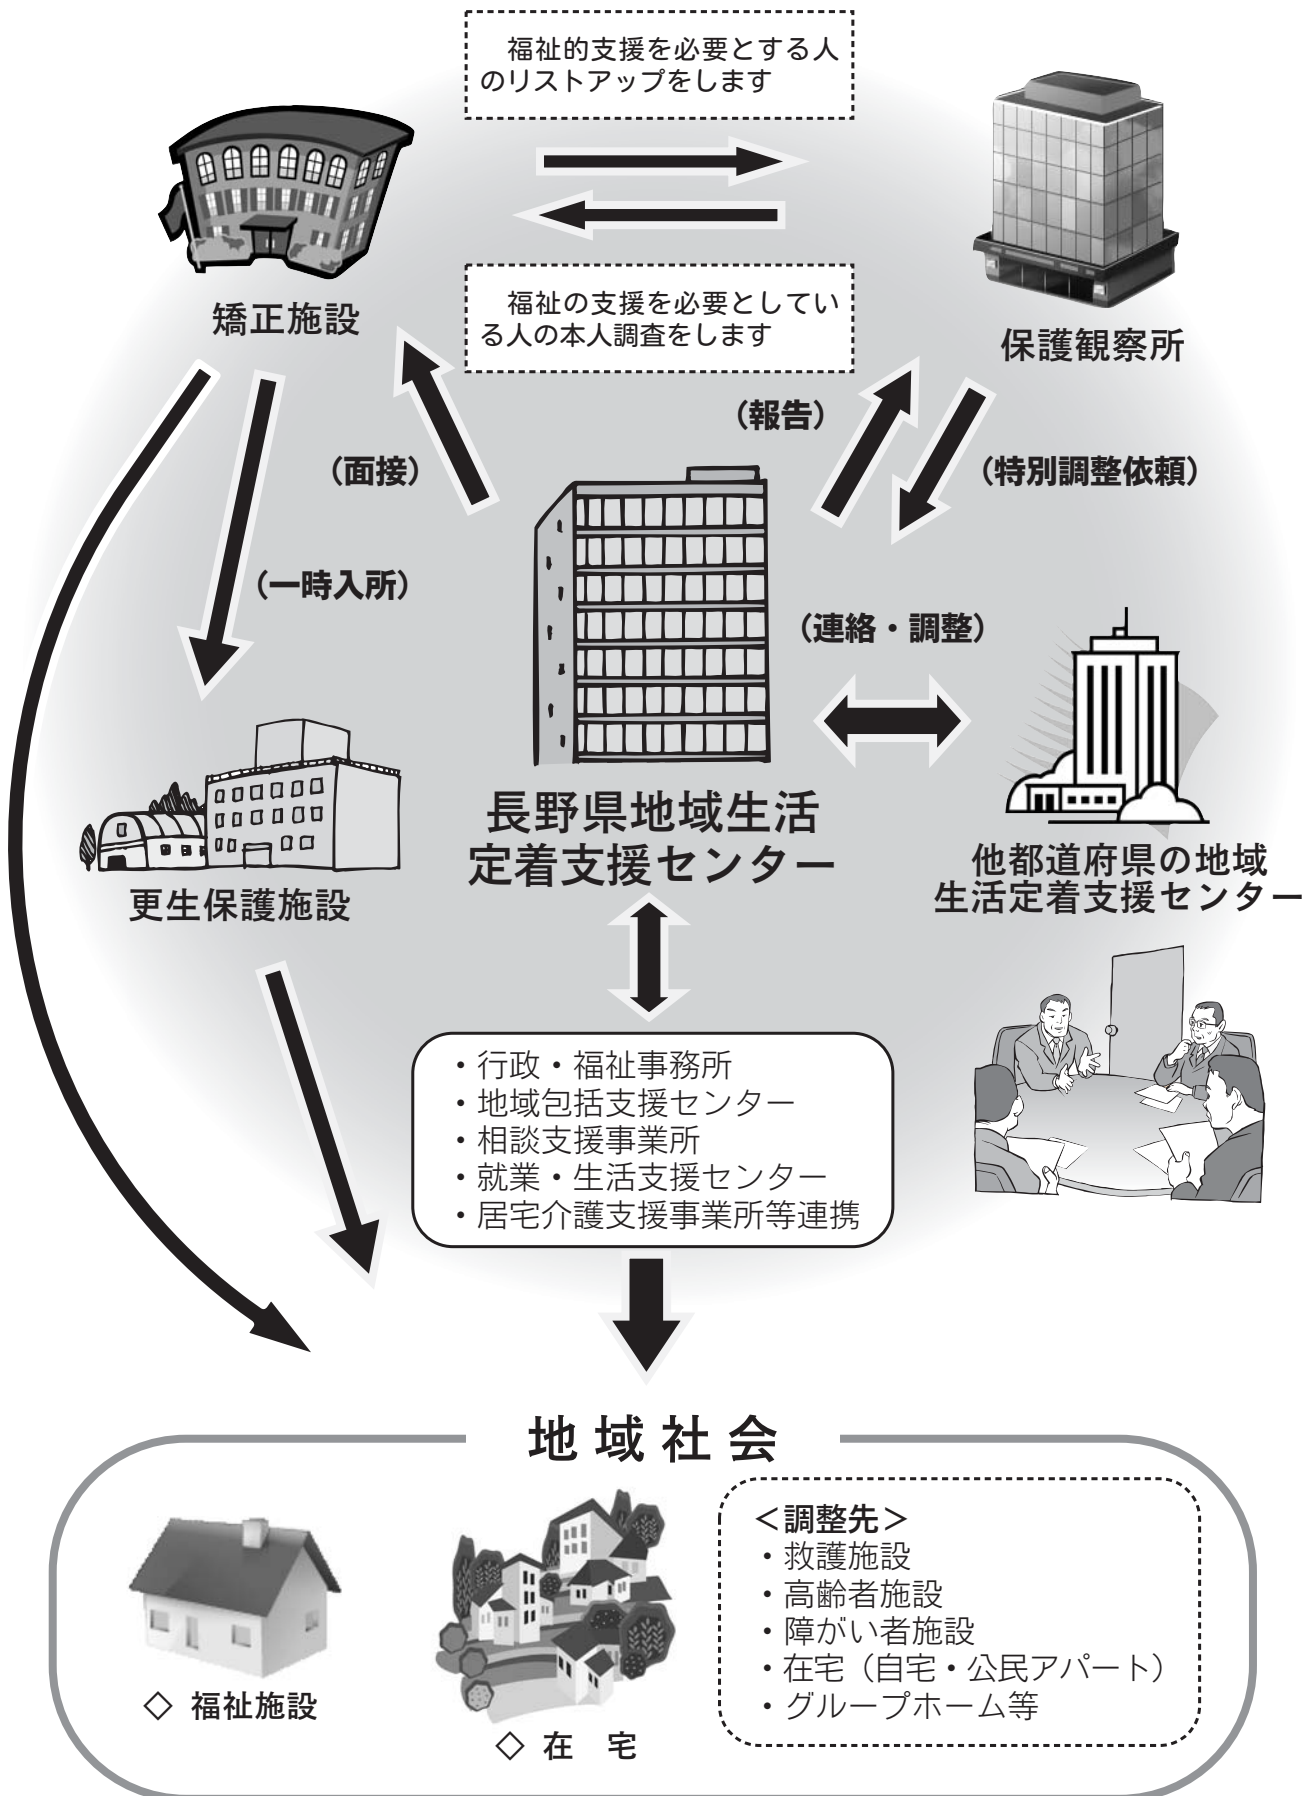 福祉的支援を必要とする人
のリストアップをします
矯正施設
福祉の支援を必要としてい
る人の本人調査をします
保護観察所
(報告)
(面接)
(特別調整依頼)
(一時入所)
(連絡・調整)
長野県地域生活
定着支援センター
他都道府県の地域
生活定着支援センター
更生保護施設
・行政・福祉事務所
・地域包括支援センター
・相談支援事業所
・就業・生活支援センター
・居宅介護支援事業所等連携
地域社会
＜調整先＞
・救護施設
・高齢者施設
・障がい者施設
・在宅（自宅・公民アパート）
・グループホーム等
◇ 福祉施設
◇ 在　宅